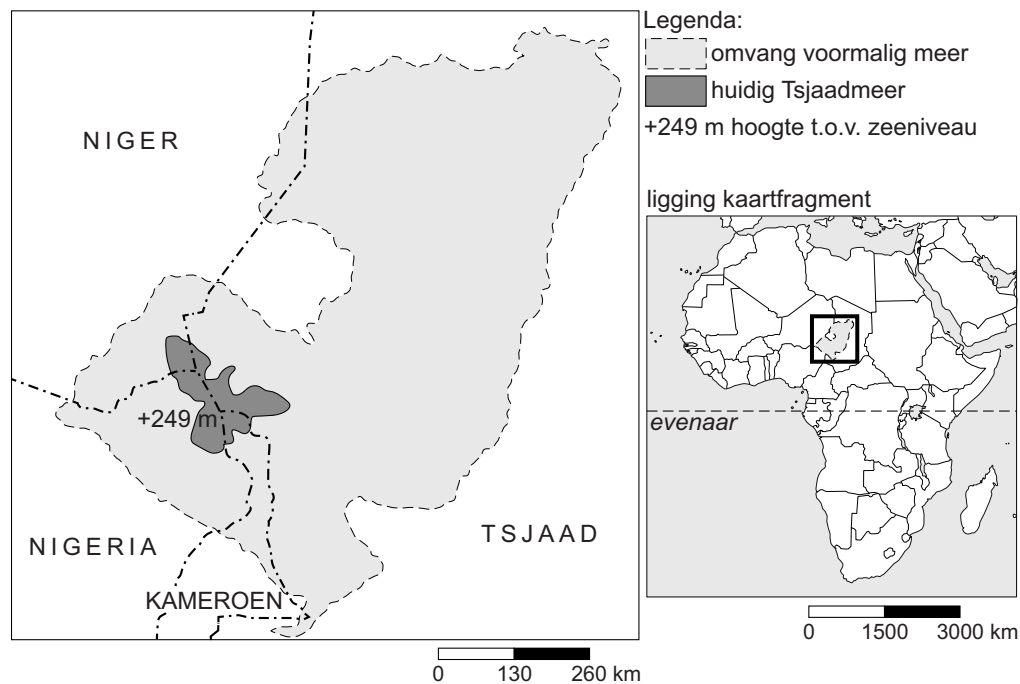 Legenda:
omvang voormalig meer
huidig Tsjaadmeer
+249 m hoogte t.o.v. zeeniveau
NIGER
+249 m
NIGERIA
KAMEROEN
TSJAAD
0 130 260 km
ligging kaartfragment
evenaar
0 1500 3000 km